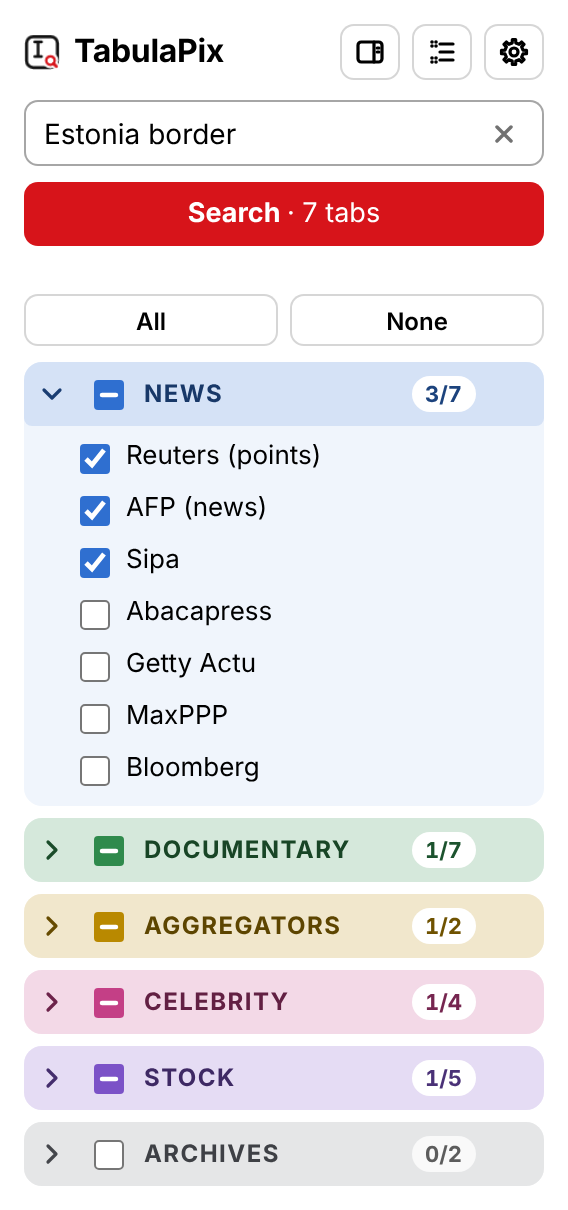 TabulaPix
Estonia border
Search · 7 tabs
All None
NEWS 3/7
Reuters (points)
AFP (news)
Sipa
Abacapress
Getty Actu
MaxPPP
Bloomberg
DOCUMENTARY 1/7
AGGREGATORS 1/2
CELEBRITY 1/4
STOCK 1/5
ARCHIVES 0/2